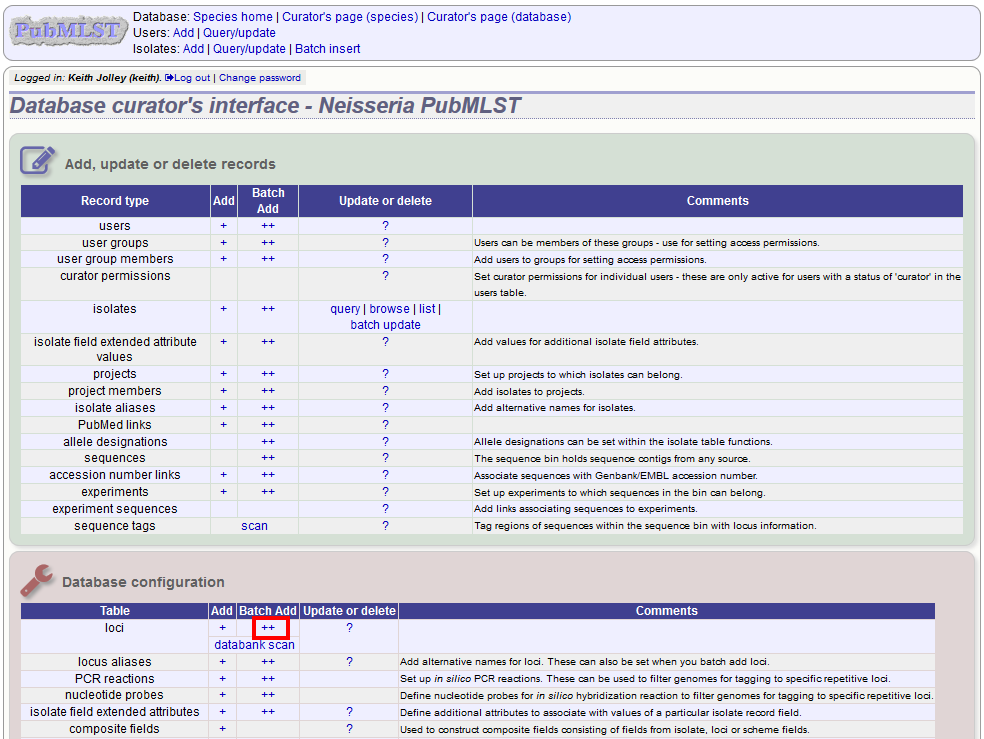 PubMLST
Database: Species home | Curator's page (species) | Curator's page (database)
Users: Add | Query/update
Isolates: Add | Query/update | Batch insert
Logged in: Keith Jolley (keith). Log out | Change password
Database curator's interface - Neisseria PubMLST
Add, update or delete records
Record type Add Batch Add Update or delete Comments
users + ++ ?
user groups + ++ ? Users can be members of these groups - use for setting access permissions.
user group members + ++ ? Add users to groups for setting access permissions.
curator permissions ? Set curator permissions for individual users - these are only active for users with a status of 'curator' in the
users table.
isolates + ++ query | browse | list |
batch update
isolate field extended attribute + ++ ? Add values for additional isolate field attributes.
values
projects + ++ ? Set up projects to which isolates can belong.
project members + ++ ? Add isolates to projects.
isolate aliases + ++ ? Add alternative names for isolates.
PubMed links + ++ ?
allele designations ++ ? Allele designations can be set within the isolate table functions.
sequences ++ ? The sequence bin holds sequence contigs from any source.
accession number links + ++ ? Associate sequences with Genbank/EMBL accession number.
experiments + ++ ? Set up experiments to which sequences in the bin can belong.
experiment sequences ? Add links associating sequences to experiments.
sequence tags scan ? Tag regions of sequences within the sequence bin with locus information.
Database configuration
Table Add Batch Add Update or delete Comments
loci + ++ ?
databank scan
locus aliases + ++ ? Add alternative names for loci. These can also be set when you batch add loci.
PCR reactions + ++ Set up in silico PCR reactions. These can be used to filter genomes for tagging to specific repetitive loci.
nucleotide probes + ++ Define nucleotide probes for in silico hybridization reaction to filter genomes for tagging to specific repetitive loci.
isolate field extended attributes + ++ ? Define additional attributes to associate with values of a particular isolate record field.
composite fields + ? Used to construct composite fields consisting of fields from isolate, loci or scheme fields.